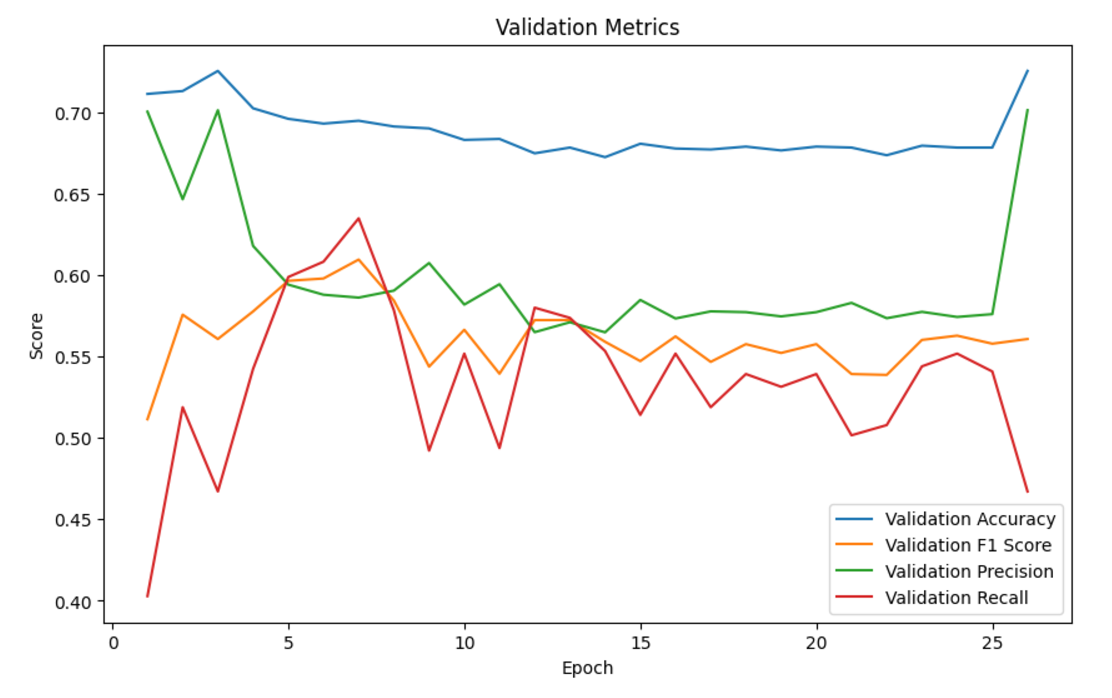 Validation Metrics
Score
0.70
0.65
0.60
0.55
0.50
0.45
0.40
Validation Accuracy
Validation F1 Score
Validation Precision
Validation Recall
0 5 10 15 20 25
Epoch